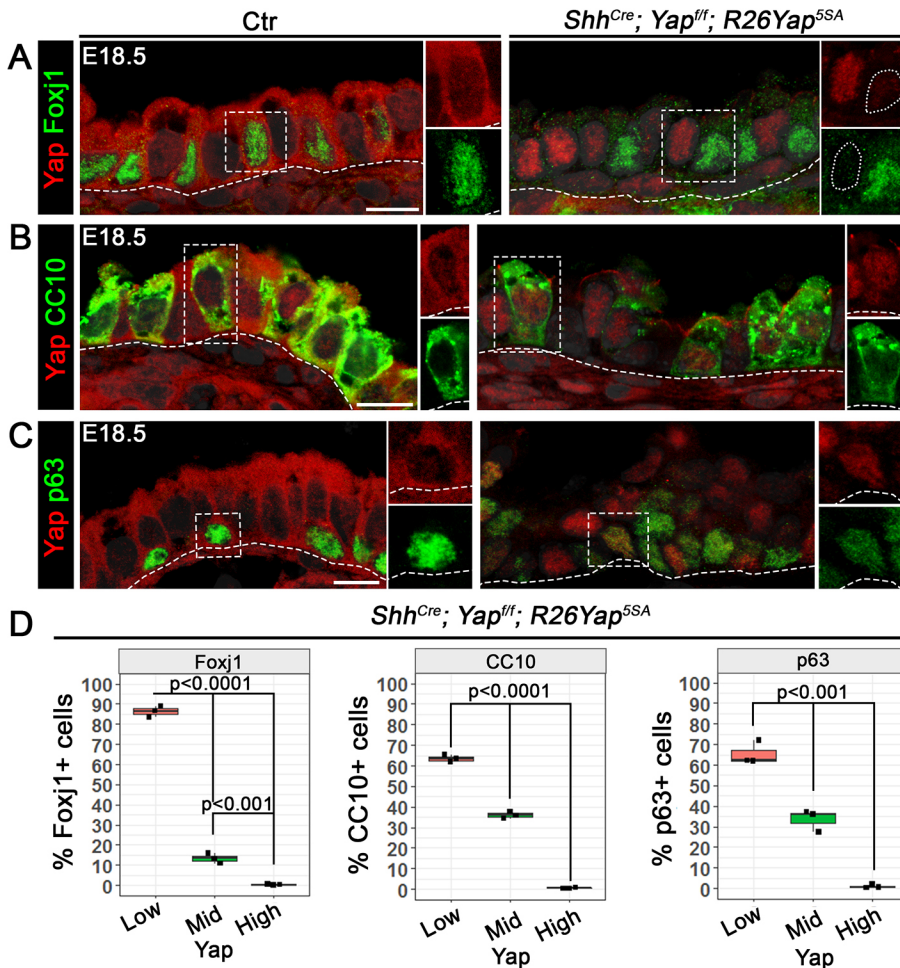 Ctr
Shh^Cre; Yap^f/f; R26Yap^5SA
A
Yap Foxj1
E18.5
B
Yap CC10
E18.5
C
Yap p63
E18.5
D
Shh^Cre; Yap^f/f; R26Yap^5SA
Foxj1
% Foxj1+ cells
100
90
80
70
60
50
40
30
20
10
0
p<0.0001
p<0.001
Low
Mid
High
Yap
CC10
% CC10+ cells
100
90
80
70
60
50
40
30
20
10
0
p<0.0001
Low
Mid
High
Yap
p63
% p63+ cells
100
90
80
70
60
50
40
30
20
10
0
p<0.001
Low
Mid
High
Yap